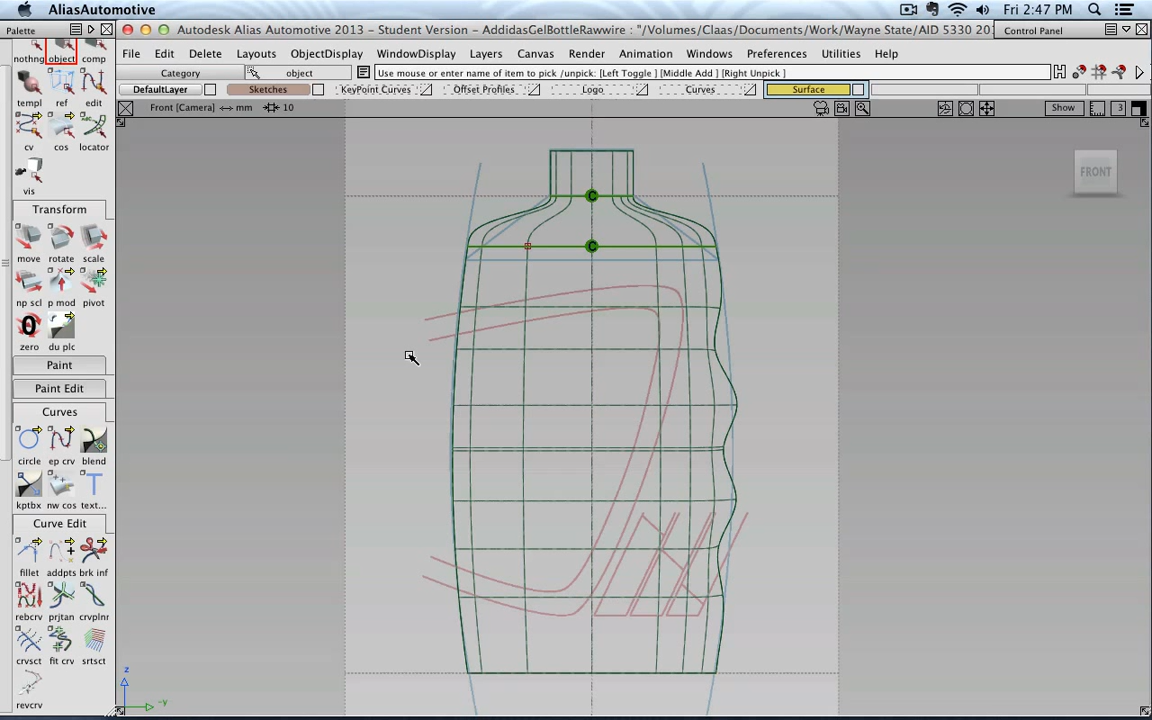 AliasAutomotive
Fri 2:47 PM
Palette
Autodesk Alias Automotive 2013 - Student Version - AddidasGelBottleRawwire : "/Volumes/Claas/Documents/Work/Wayne State/AID 5330 201
Control Panel
File Edit Delete Layouts ObjectDisplay WindowDisplay Layers Canvas Render Animation Windows Preferences Utilities Help
Category object Use mouse or enter name of item to pick /unpick: [Left Toggle ] [Middle Add ] [Right Unpick ]
DefaultLayer Sketches KeyPoint Curves Offset Profiles Logo Curves Surface
Front [Camera] mm 10 Show 3
nothng object comp
templ ref edit
cv cos locator
vis
Transform
move rotate scale
np scl p mod pivot
0
zero du plc
Paint
Paint Edit
Curves
circle ep crv blend
T
kptbx nw cos text...
Curve Edit
fillet addpts brk inf
rebcrv prjtan crvplnr
crvsct fit crv srtsct
revcrv
FRONT
C
C
z
-y